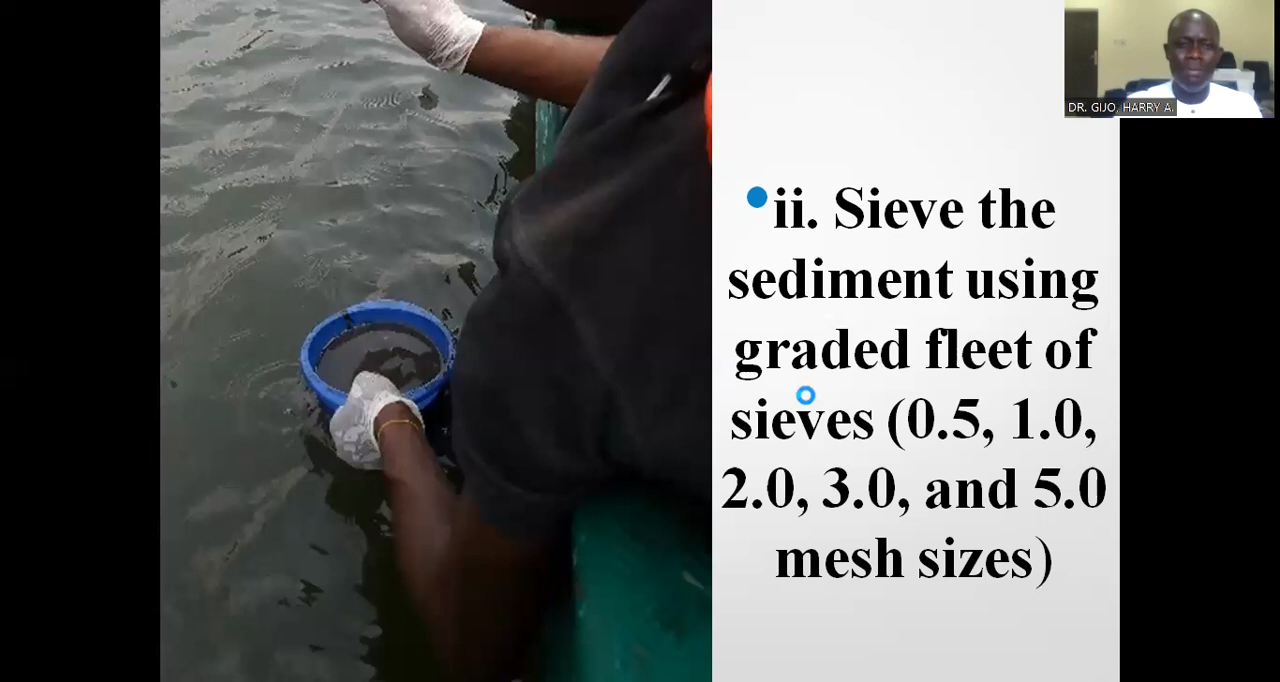 DR. GIJO, HARRY A.
ii. Sieve the
sediment using
graded fleet of
sieves (0.5, 1.0,
2.0, 3.0, and 5.0
mesh sizes)